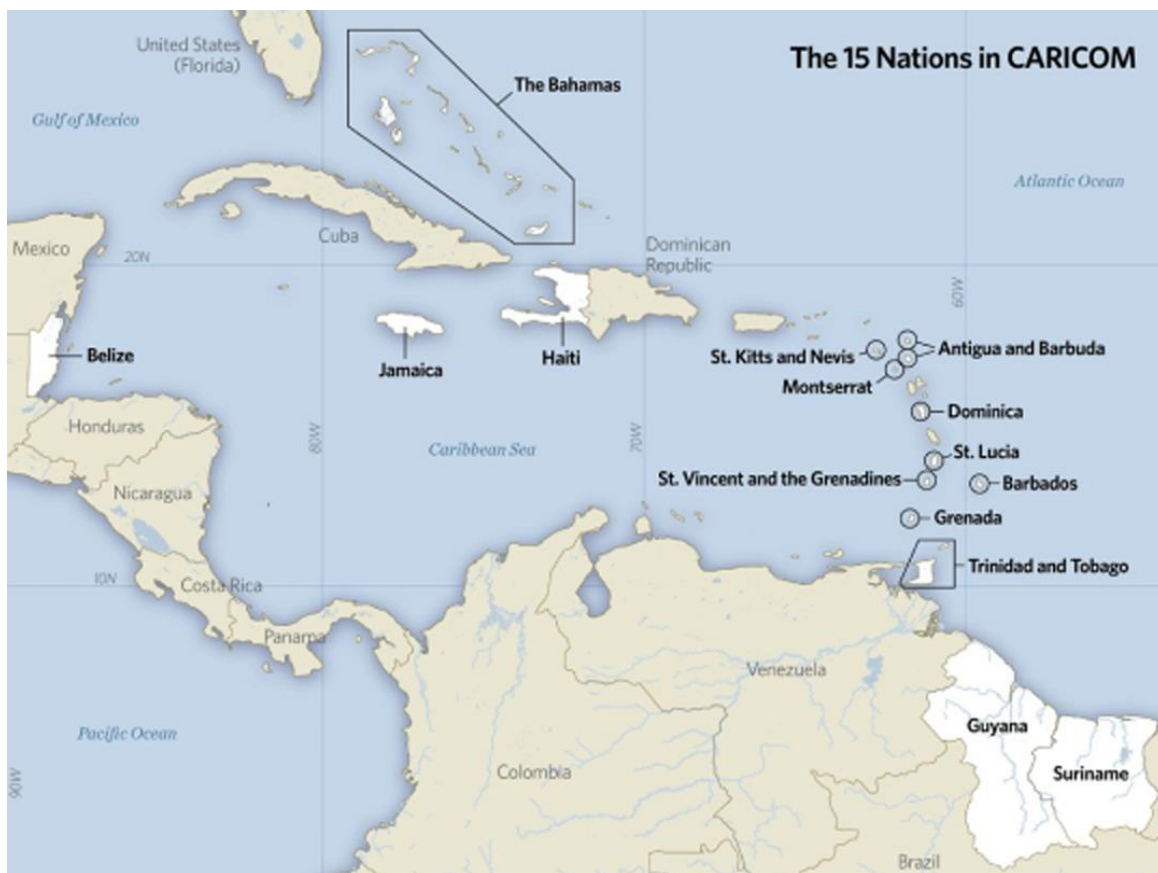 The 15 Nations in CARICOM
United States
(Florida)
The Bahamas
Gulf of Mexico
Atlantic Ocean
Cuba
Mexico
20N
Dominican
Republic
60W
Belize
Jamaica
Haiti
St. Kitts and Nevis
Antigua and Barbuda
Montserrat
Dominica
Honduras
80W
Caribbean Sea
70W
St. Lucia
St. Vincent and the Grenadines
Barbados
Nicaragua
Grenada
10N
Costa Rica
Trinidad and Tobago
Panama
Venezuela
Pacific Ocean
Guyana
Colombia
Suriname
90W
Brazil